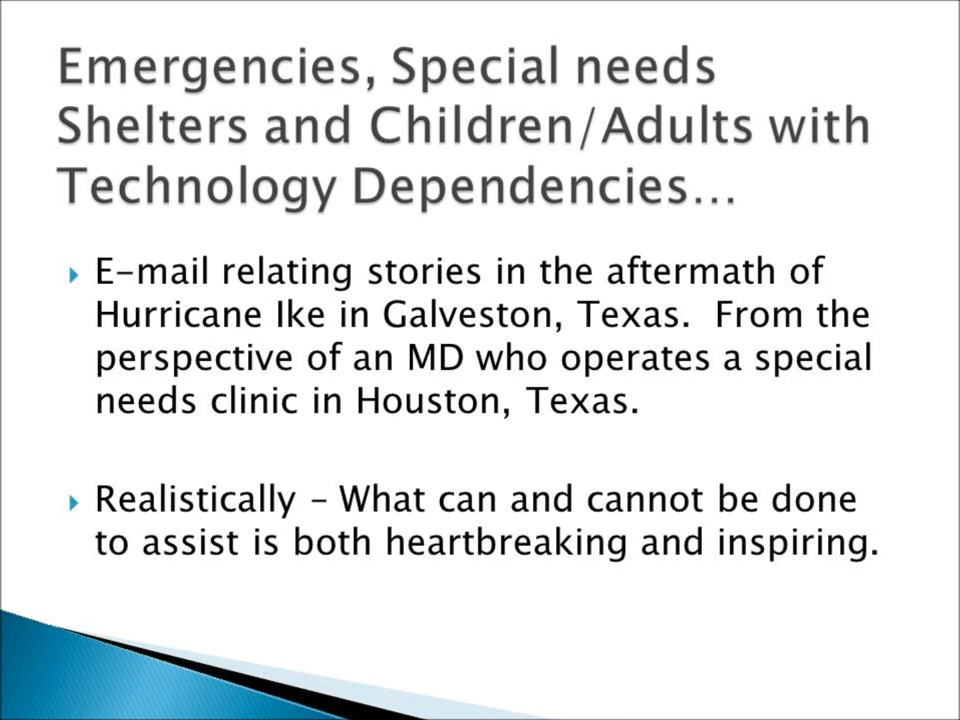 Emergencies, Special needs
Shelters and Children/Adults with
Technology Dependencies…
E-mail relating stories in the aftermath of
Hurricane Ike in Galveston, Texas.  From the
perspective of an MD who operates a special
needs clinic in Houston, Texas.
Realistically – What can and cannot be done
to assist is both heartbreaking and inspiring.